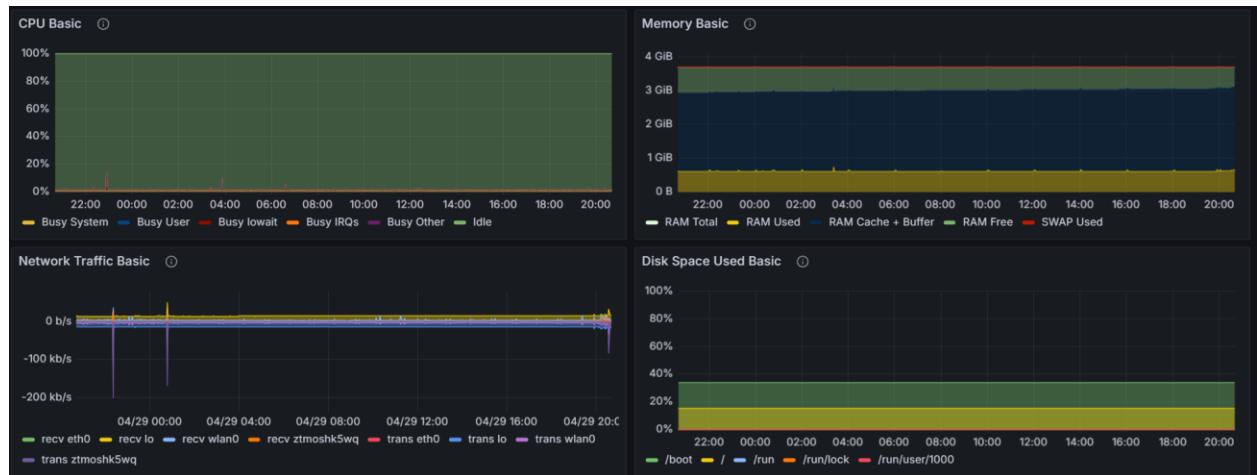 CPU Basic
100%
80%
60%
40%
20%
0%
22:00 00:00 02:00 04:00 06:00 08:00 10:00 12:00 14:00 16:00 18:00 20:00
Busy System Busy User Busy Iowait Busy IRQs Busy Other Idle
Memory Basic
4 GiB
3 GiB
2 GiB
1 GiB
0 B
22:00 00:00 02:00 04:00 06:00 08:00 10:00 12:00 14:00 16:00 18:00 20:00
RAM Total RAM Used RAM Cache + Buffer RAM Free SWAP Used
Network Traffic Basic
0 b/s
-100 kb/s
-200 kb/s
04/29 00:00 04/29 04:00 04/29 08:00 04/29 12:00 04/29 16:00 04/29 20:0
recv eth0 recv lo recv wlan0 recv ztmoshk5wq trans eth0 trans lo trans wlan0
trans ztmoshk5wq
Disk Space Used Basic
100%
80%
60%
40%
20%
0%
22:00 00:00 02:00 04:00 06:00 08:00 10:00 12:00 14:00 16:00 18:00 20:00
/boot / /run /run/lock /run/user/1000